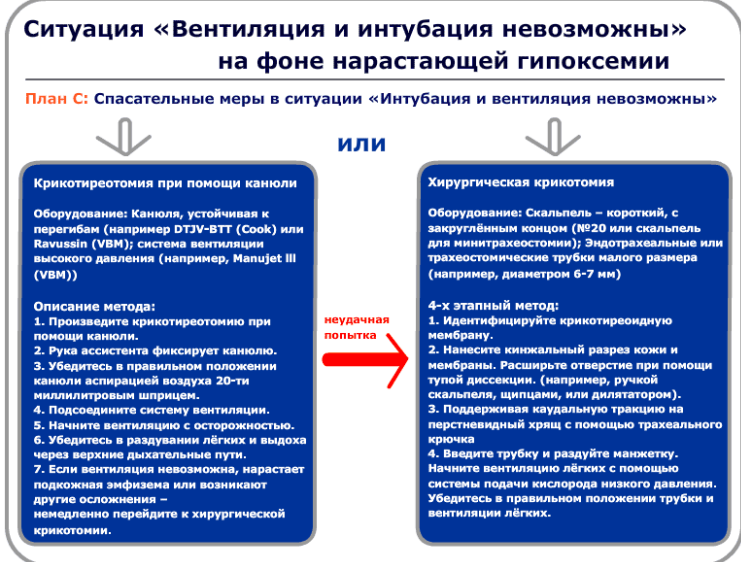 Ситуация «Вентиляция и интубация невозможны»
на фоне нарастающей гипоксемии
План С: Спасательные меры в ситуации «Интубация и вентиляция невозможны»
или
Крикотиреотомия при помощи канюли
Оборудование: Канюля, устойчивая к
перегибам (например DTJV-BTT (Cook) или
Ravussin (VBM); система вентиляции
высокого давления (например, Manujet III
(VBM))
Описание метода:
1. Произведите крикотиреотомию при
помощи канюли.
2. Рука ассистента фиксирует канюлю.
3. Убедитесь в правильном положении
канюли аспирацией воздуха 20-ти
миллилитровым шприцем.
4. Подсоедините систему вентиляции.
5. Начните вентиляцию с осторожностью.
6. Убедитесь в раздувании лёгких и выдоха
через верхние дыхательные пути.
7. Если вентиляция невозможна, нарастает
подкожная эмфизема или возникают
другие осложнения –
немедленно перейдите к хирургической
крикотомии.
неудачная
попытка
Хирургическая крикотомия
Оборудование: Скальпель – короткий, с
закруглённым концом (№20 или скальпель
для минитрахеостомии); Эндотрахеальные или
трахеостомические трубки малого размера
(например, диаметром 6-7 мм)
4-х этапный метод:
1. Идентифицируйте крикотиреоидную
мембрану.
2. Нанесите кинжальный разрез кожи и
мембраны. Расширьте отверстие при помощи
тупой диссекции. (например, ручкой
скальпеля, щипцами, или дилятатором).
3. Поддерживая каудальную тракцию на
перстневидный хрящ с помощью трахеального
крючка
4. Введите трубку и раздуйте манжетку.
Начните вентиляцию лёгких с помощью
системы подачи кислорода низкого давления.
Убедитесь в правильном положении трубки и
вентиляции лёгких.